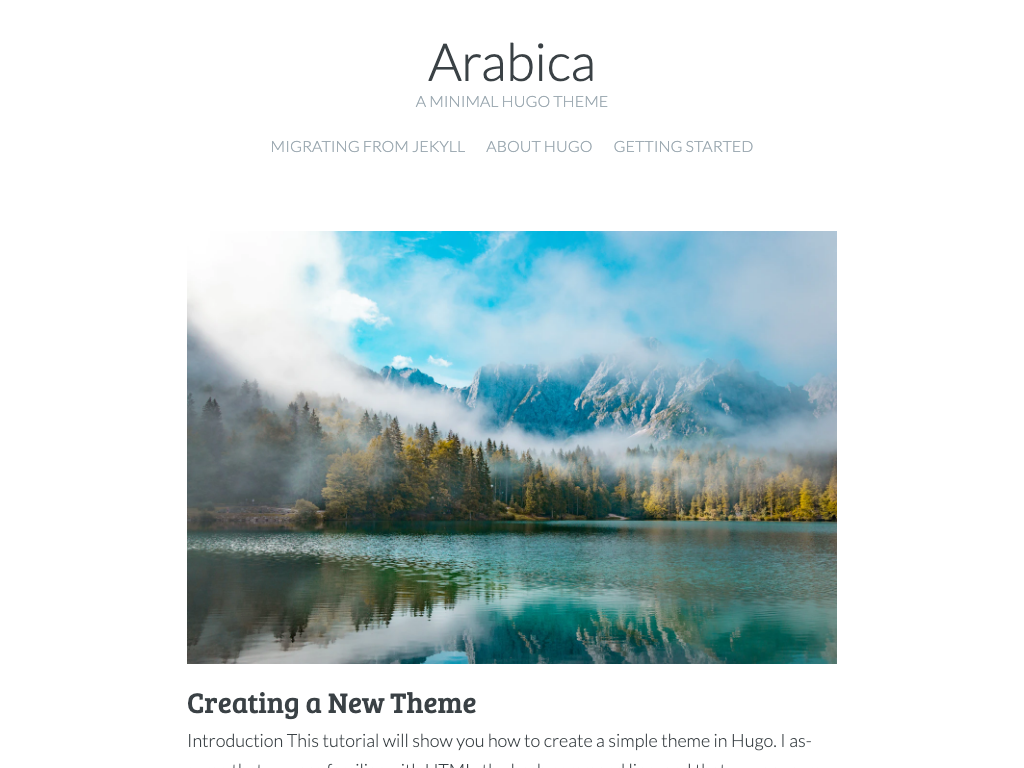 Arabica
A MINIMAL HUGO THEME
MIGRATING FROM JEKYLL ABOUT HUGO GETTING STARTED
Creating a New Theme
Introduction This tutorial will show you how to create a simple theme in Hugo. I as-